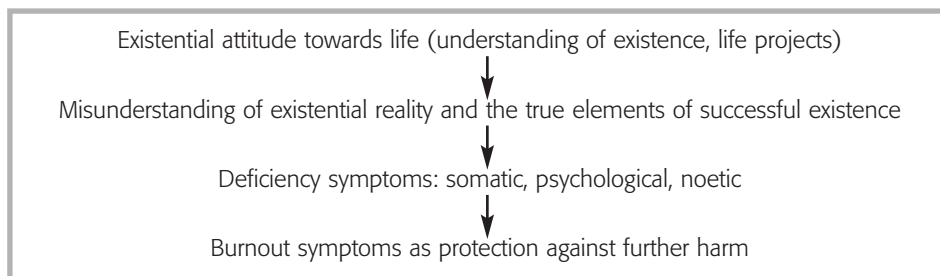 Existential attitude towards life (understanding of existence, life projects)
Misunderstanding of existential reality and the true elements of successful existence
Deficiency symptoms: somatic, psychological, noetic
Burnout symptoms as protection against further harm